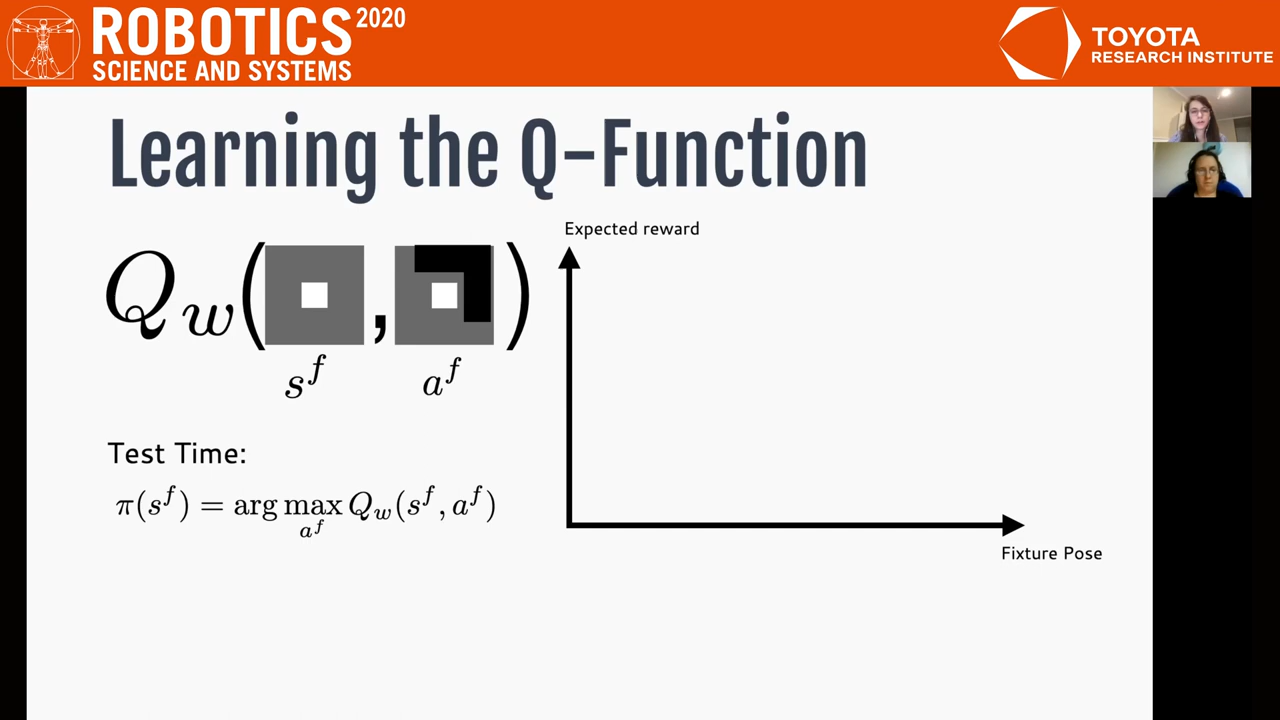 ROBOTICS 2020
SCIENCE AND SYSTEMS
TOYOTA
RESEARCH INSTITUTE
Learning the Q-Function
Expected reward
Q_w( , )
s^f
a^f
Test Time:
π(s^f) = arg max_{a^f} Q_w(s^f, a^f)
Fixture Pose